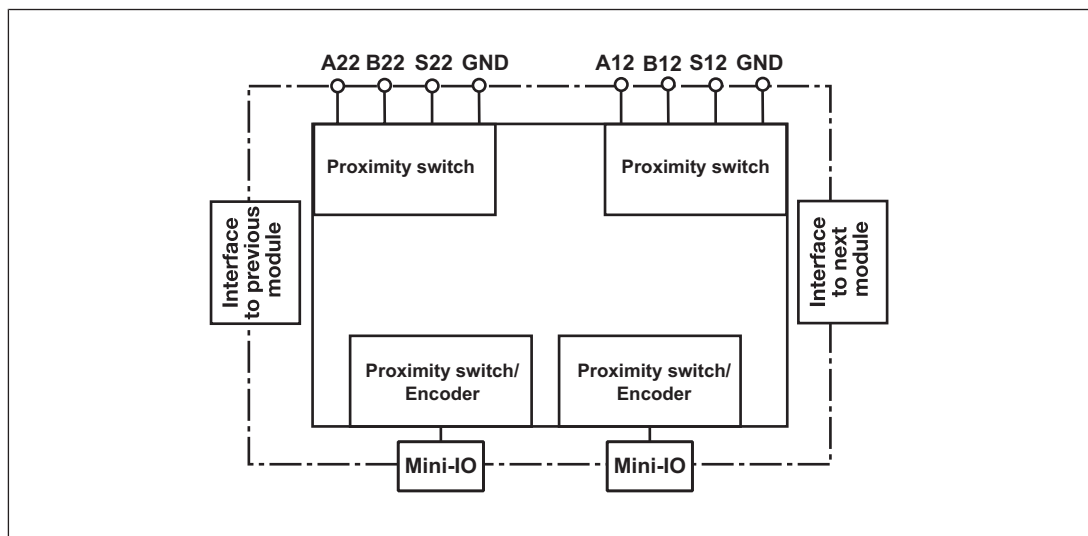 A22 B22 S22 GND
A12 B12 S12 GND
Proximity switch
Proximity switch
Interface
to previous
module
Interface
to next
module
Proximity switch/
Encoder
Proximity switch/
Encoder
Mini-IO
Mini-IO